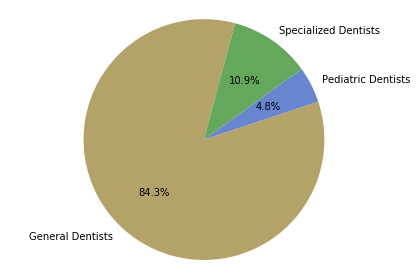 Specialized Dentists
10.9%
Pediatric Dentists
4.8%
84.3%
General Dentists